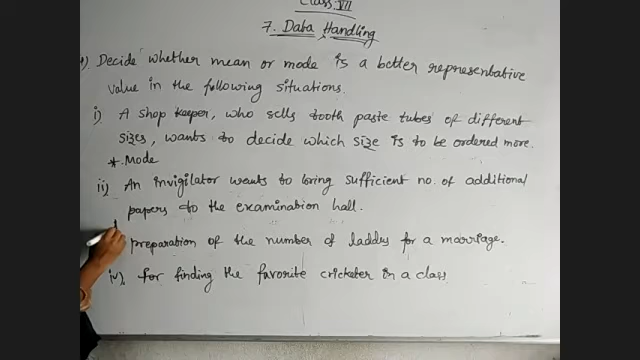 Class VII
7. Data Handling
4) Decide whether mean or mode is a better representative
value in the following situations.
i) A shop keeper, who sells tooth paste tubes of different
sizes, wants to decide which size is to be ordered more.
* Mode
ii) An invigilator wants to bring sufficient no. of additional
papers to the examination hall.
preparation of the number of laddus for a marriage.
iv) for finding the favorite cricketer in a class